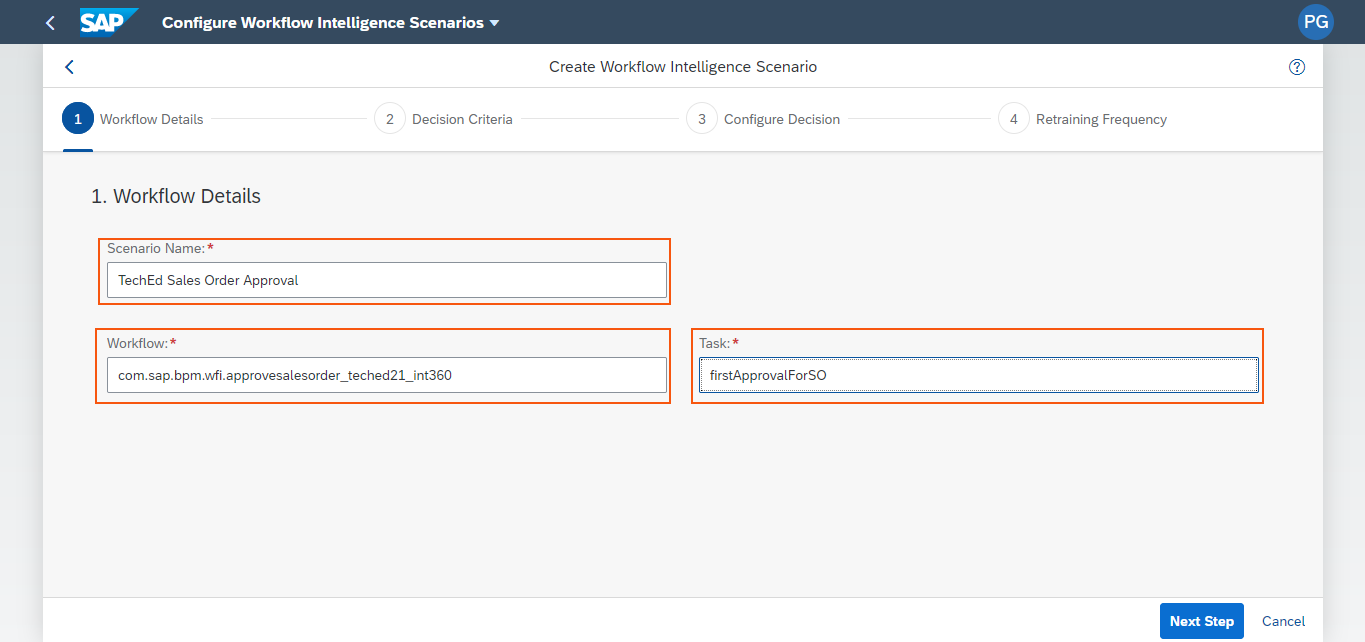 SAP Configure Workflow Intelligence Scenarios PG
Create Workflow Intelligence Scenario ?
1 Workflow Details 2 Decision Criteria 3 Configure Decision 4 Retraining Frequency
1. Workflow Details
Scenario Name:*
TechEd Sales Order Approval
Workflow:* Task:*
com.sap.bpm.wfi.approvesalesorder_teched21_int360 firstApprovalForSO
Next Step Cancel